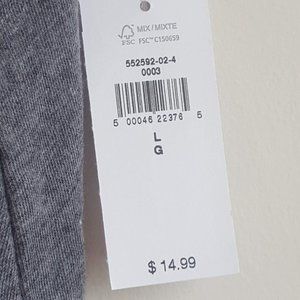 MIX / MIXTE
FSC FSC™ C150659
552592-02-4
0003
5 00046 22376 5
L
G
$ 14.99